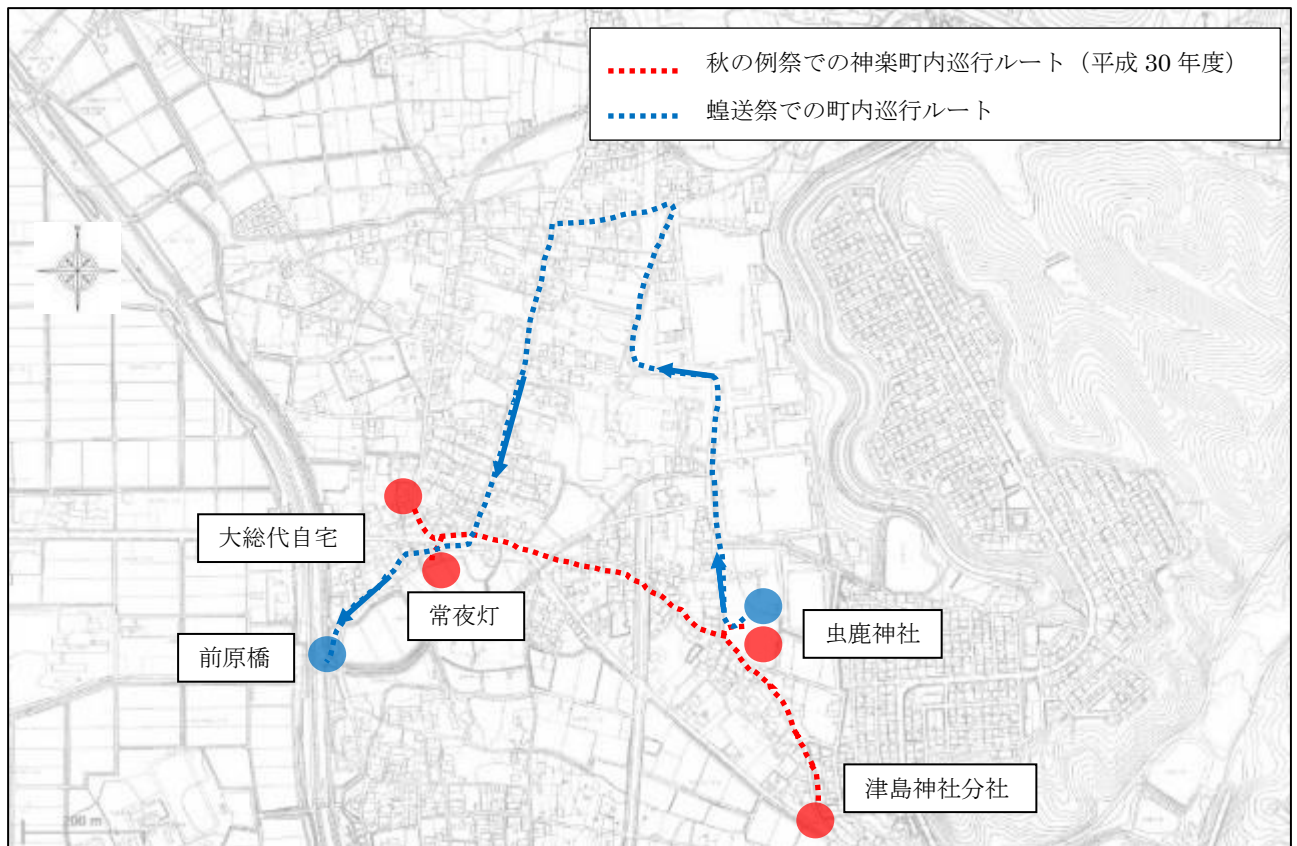 秋の例祭での神楽町内巡行ルート（平成 30 年度）
蝗送祭での町内巡行ルート
大総代自宅
常夜灯
前原橋
虫鹿神社
津島神社分社
200 m